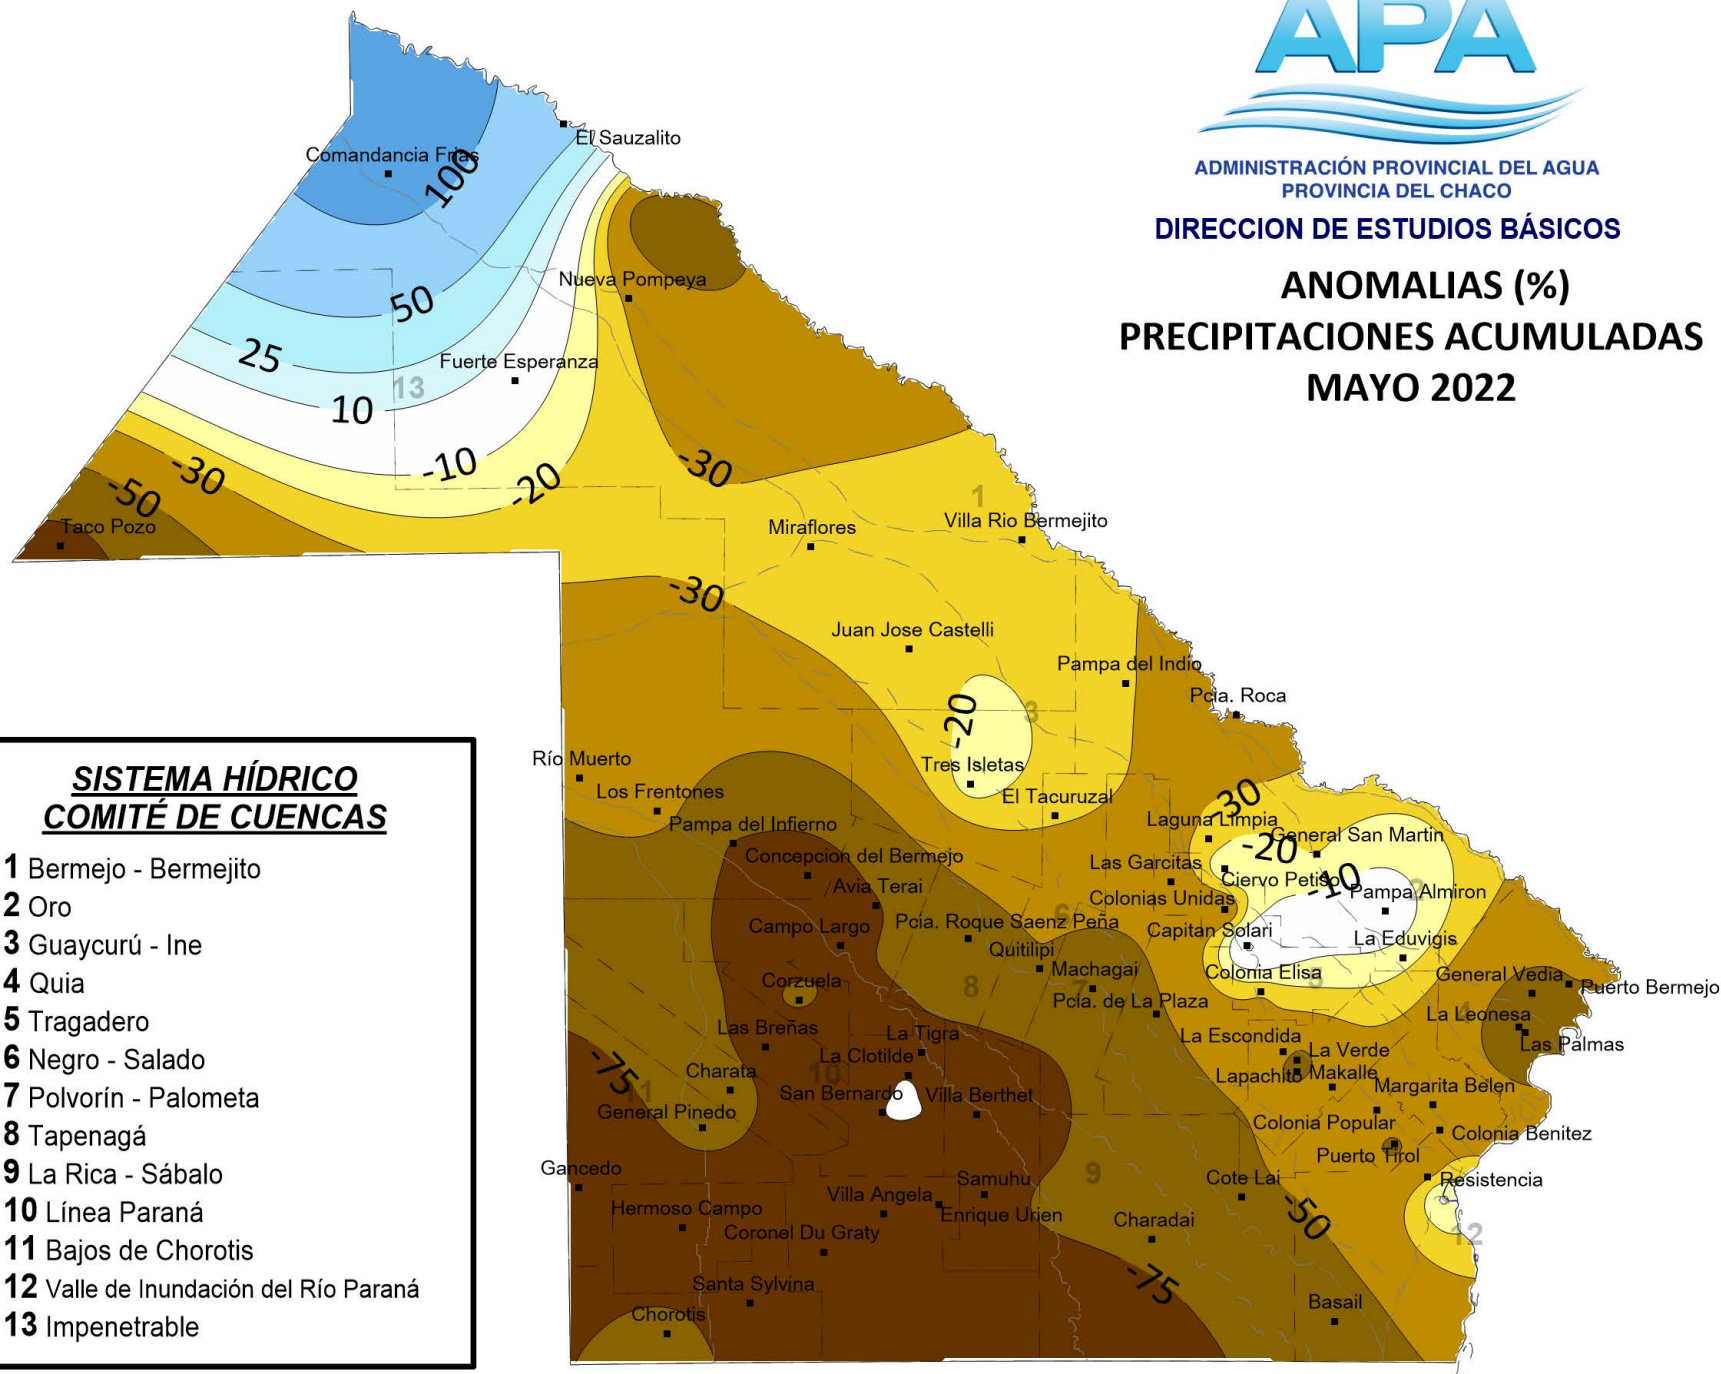 APA
ADMINISTRACIÓN PROVINCIAL DEL AGUA
PROVINCIA DEL CHACO
DIRECCION DE ESTUDIOS BÁSICOS
ANOMALIAS (%)
PRECIPITACIONES ACUMULADAS
MAYO 2022
El Sauzalito
Comandancia Frias
100
Nueva Pompeya
50
25
Fuerte Esperanza
13
10
-10
-20
-30
-30
-50
Taco Pozo
1
Miraflores
Villa Rio Bermejito
-30
Juan Jose Castelli
Pampa del Indio
Pcia. Roca
-20
3
Río Muerto
Tres Isletas
Los Frentones
El Tacuruzal
-30
Pampa del Infierno
Laguna Limpia
General San Martin
-20
Concepcion del Bermejo
Las Garcitas
Ciervo Petiso
-10
Avia Terai
Colonias Unidas
Pampa Almiron
2
6
Campo Largo
Pcia. Roque Saenz Peña
Capitan Solari
La Eduvigis
Quitilipi
Machagai
Colonia Elisa
5
General Vedia
Puerto Bermejo
Corzuela
8
7
Pcia. de La Plaza
4
La Leonesa
Las Breñas
La Tigra
La Escondida
Las Palmas
La Clotilde
La Verde
-75
Charata
10
Lapachito
Makalle
Margarita Belen
11
San Bernardo
Villa Berthet
General Pinedo
Colonia Popular
Colonia Benitez
Puerto Tirol
Gancedo
9
Cote Lai
Resistencia
Samuhu
Villa Angela
Hermoso Campo
Enrique Urien
Charadai
-50
12
Coronel Du Graty
-75
Santa Sylvina
Chorotis
Basail
SISTEMA HÍDRICO
COMITÉ DE CUENCAS
1 Bermejo - Bermejito
2 Oro
3 Guaycurú - Ine
4 Quia
5 Tragadero
6 Negro - Salado
7 Polvorín - Palometa
8 Tapenagá
9 La Rica - Sábalo
10 Línea Paraná
11 Bajos de Chorotis
12 Valle de Inundación del Río Paraná
13 Impenetrable